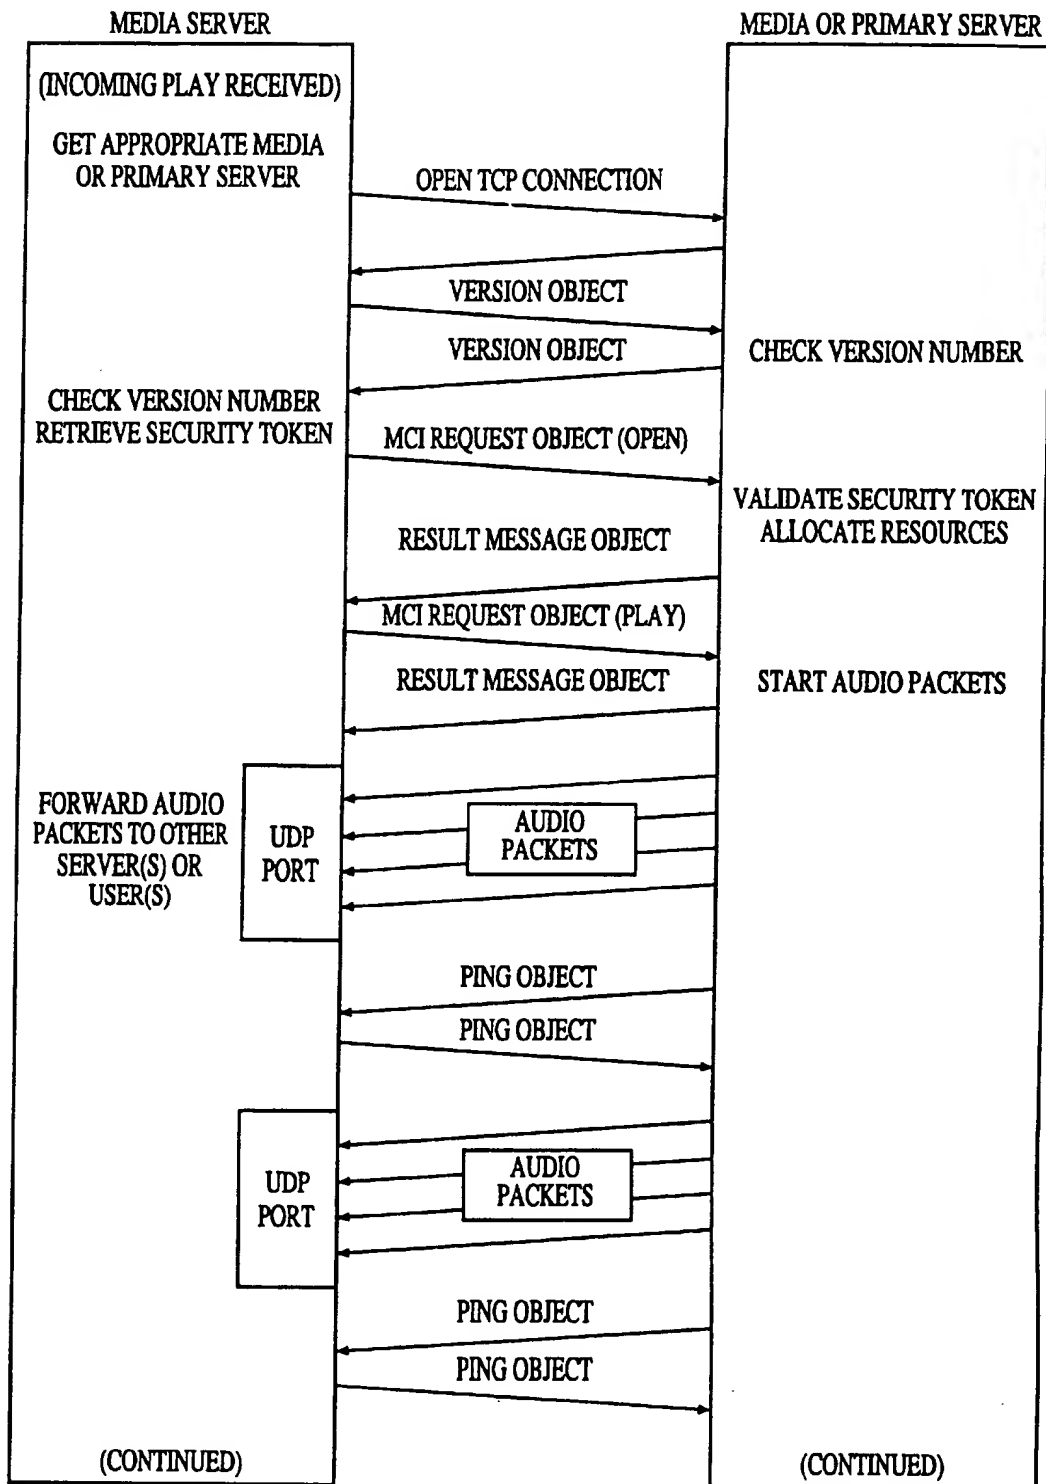 MEDIA SERVER
MEDIA OR PRIMARY SERVER
(INCOMING PLAY RECEIVED)
GET APPROPRIATE MEDIA
OR PRIMARY SERVER
OPEN TCP CONNECTION
VERSION OBJECT
VERSION OBJECT
CHECK VERSION NUMBER
CHECK VERSION NUMBER
RETRIEVE SECURITY TOKEN
MCI REQUEST OBJECT (OPEN)
VALIDATE SECURITY TOKEN
ALLOCATE RESOURCES
RESULT MESSAGE OBJECT
MCI REQUEST OBJECT (PLAY)
RESULT MESSAGE OBJECT
START AUDIO PACKETS
FORWARD AUDIO
PACKETS TO OTHER
SERVER(S) OR
USER(S)
UDP
PORT
AUDIO
PACKETS
PING OBJECT
PING OBJECT
UDP
PORT
AUDIO
PACKETS
PING OBJECT
PING OBJECT
(CONTINUED)
(CONTINUED)